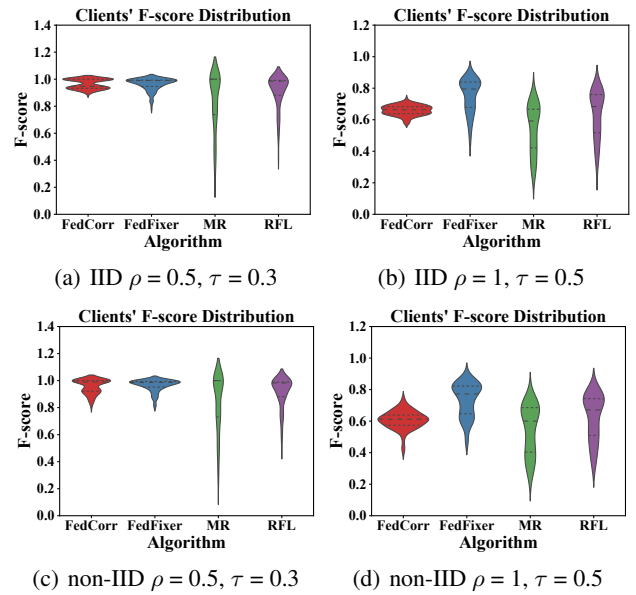 Clients' F-score Distribution
1.4
1.2
1.0
0.8
0.6
0.4
0.2
0.0
F-score
FedCorr FedFixer MR RFL
Algorithm
(a) IID ρ = 0.5, τ = 0.3
Clients' F-score Distribution
1.2
1.0
0.8
0.6
0.4
0.2
0.0
F-score
FedCorr FedFixer MR RFL
Algorithm
(b) IID ρ = 1, τ = 0.5
Clients' F-score Distribution
1.4
1.2
1.0
0.8
0.6
0.4
0.2
0.0
F-score
FedCorr FedFixer MR RFL
Algorithm
(c) non-IID ρ = 0.5, τ = 0.3
Clients' F-score Distribution
1.2
1.0
0.8
0.6
0.4
0.2
0.0
F-score
FedCorr FedFixer MR RFL
Algorithm
(d) non-IID ρ = 1, τ = 0.5